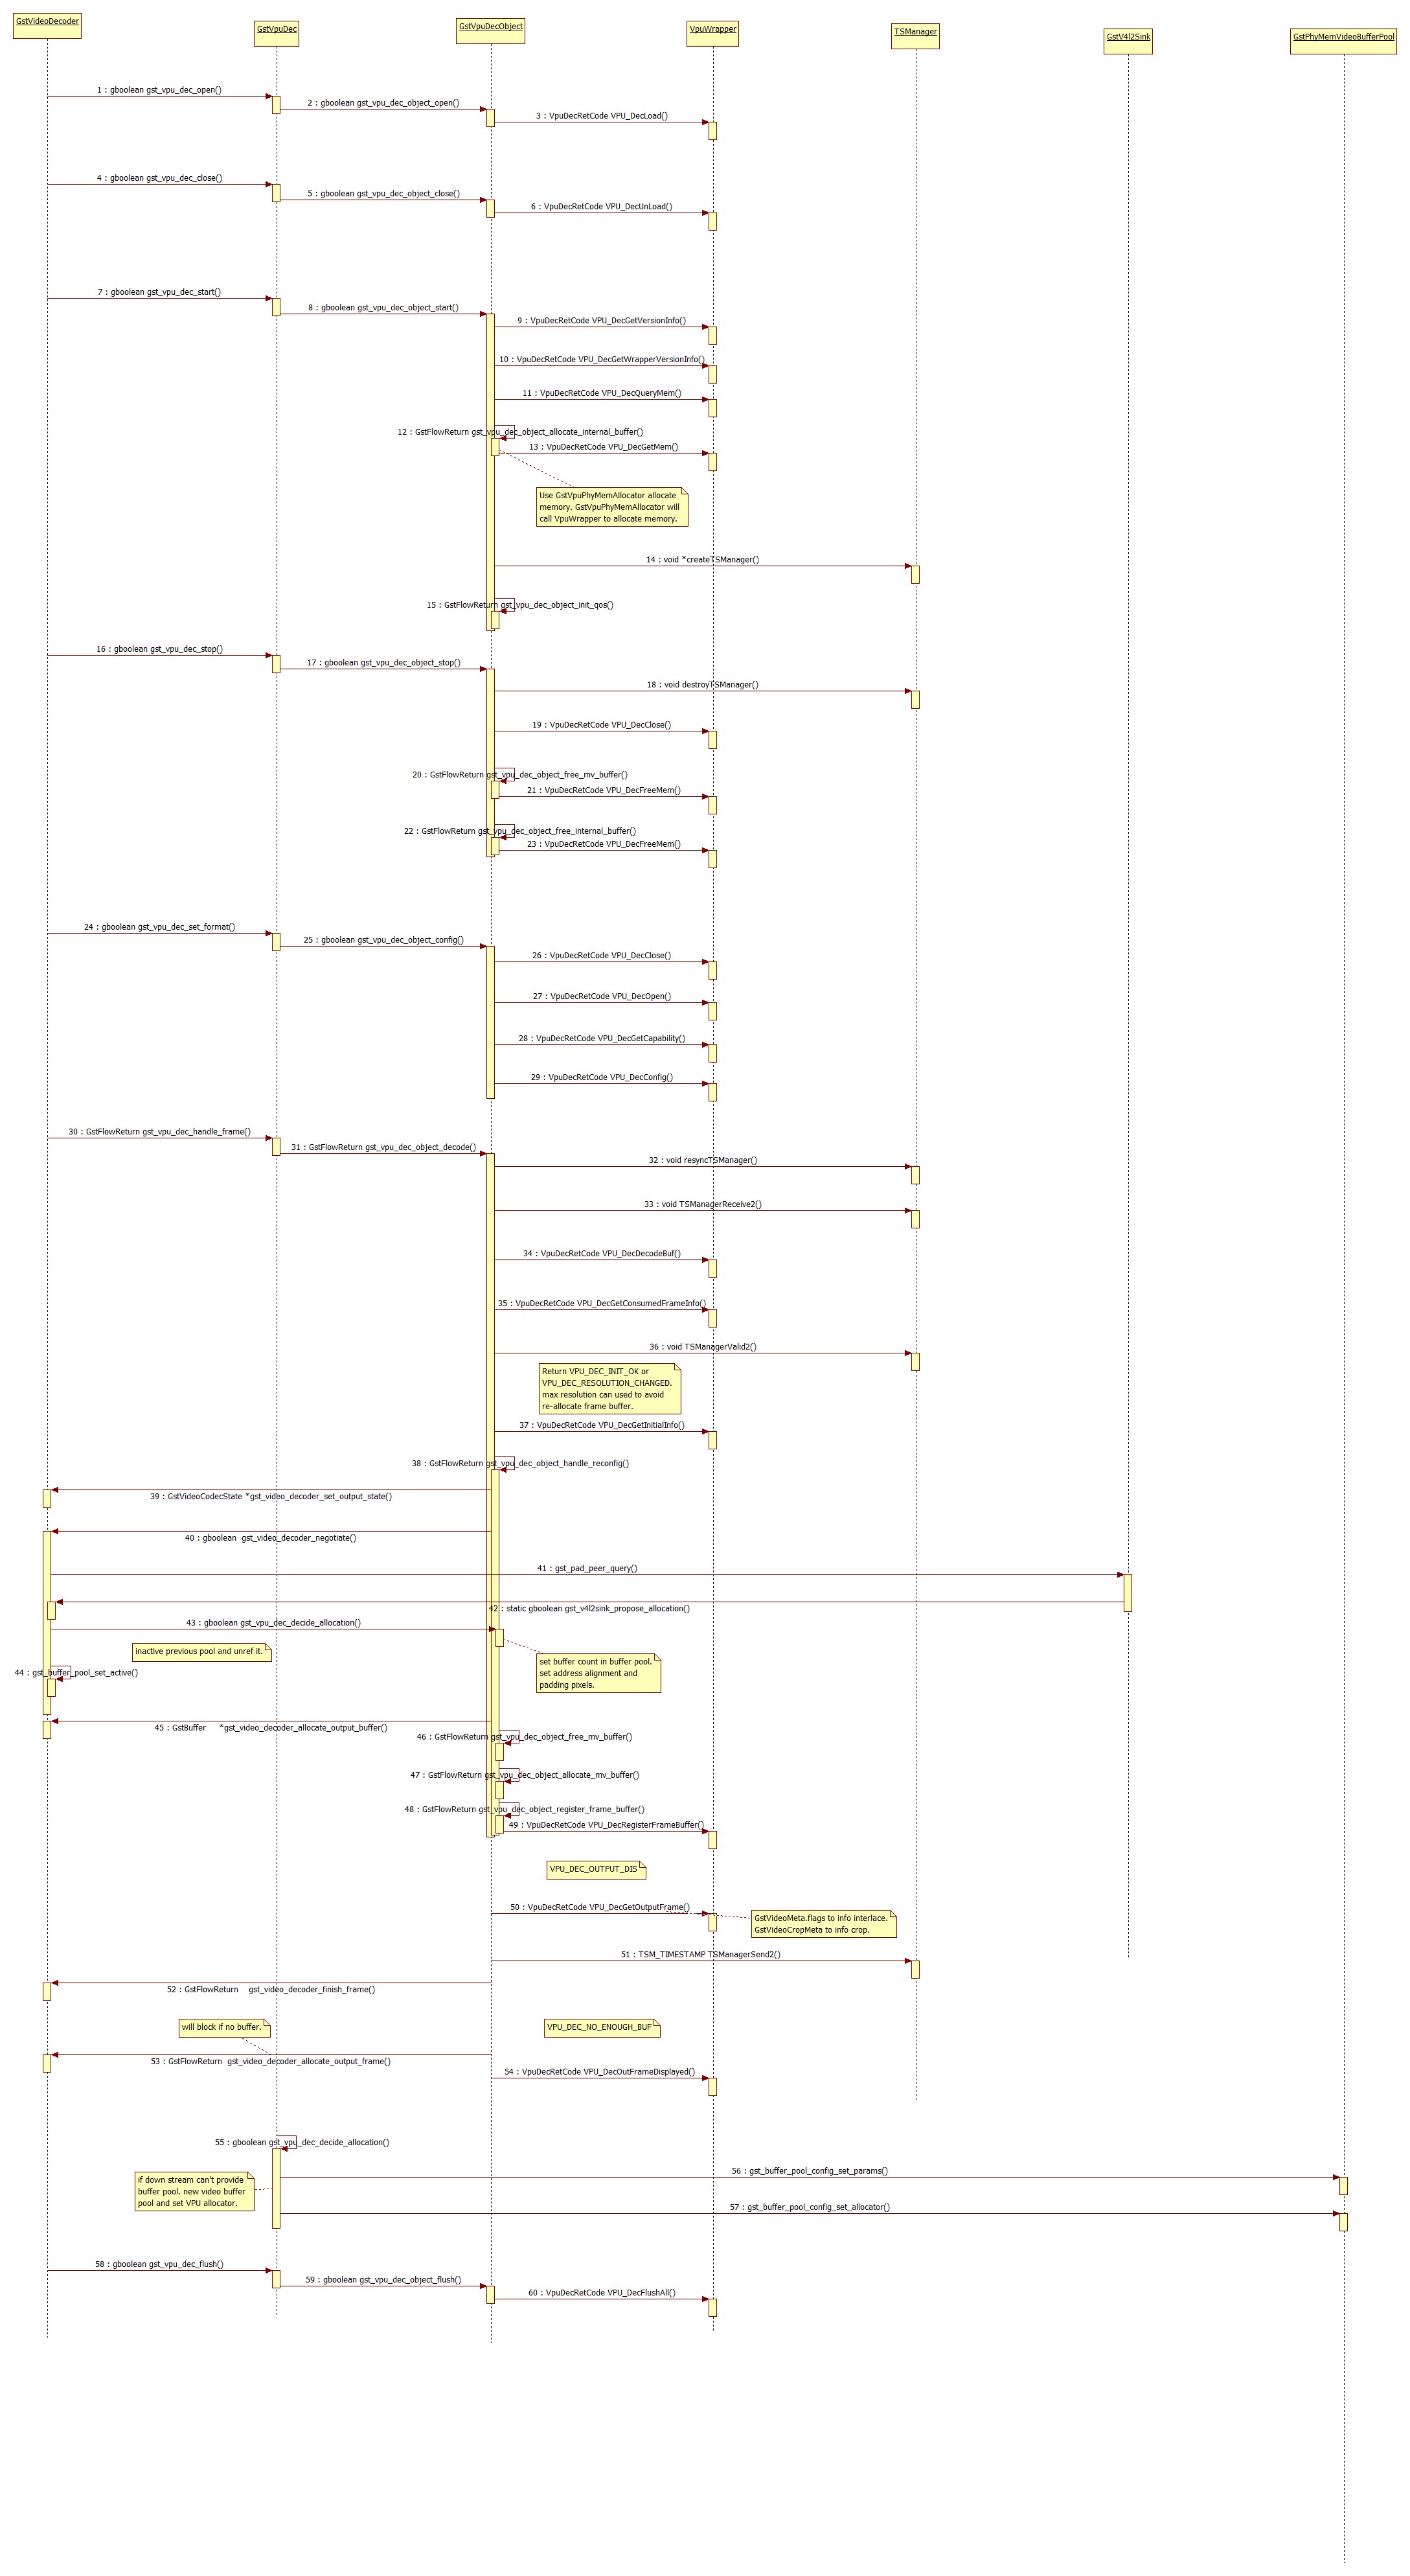 GstVideoDecoder
GstVpuDec
GstVpuDecObject
VpuWrapper
TSManager
GstV4l2Sink
GstPhyMemVideoBufferPool
1 : gboolean gst_vpu_dec_open()
2 : gboolean gst_vpu_dec_object_open()
3 : VpuDecRetCode VPU_DecLoad()
4 : gboolean gst_vpu_dec_close()
5 : gboolean gst_vpu_dec_object_close()
6 : VpuDecRetCode VPU_DecUnLoad()
7 : gboolean gst_vpu_dec_start()
8 : gboolean gst_vpu_dec_object_start()
9 : VpuDecRetCode VPU_DecGetVersionInfo()
10 : VpuDecRetCode VPU_DecGetWrapperVersionInfo()
11 : VpuDecRetCode VPU_DecQueryMem()
12 : GstFlowReturn gst_vpu_dec_object_allocate_internal_buffer()
13 : VpuDecRetCode VPU_DecGetMem()
Use GstVpuPhyMemAllocator allocate
memory. GstVpuPhyMemAllocator will
call VpuWrapper to allocate memory.
14 : void *createTSManager()
15 : GstFlowReturn gst_vpu_dec_object_init_qos()
16 : gboolean gst_vpu_dec_stop()
17 : gboolean gst_vpu_dec_object_stop()
18 : void destroyTSManager()
19 : VpuDecRetCode VPU_DecClose()
20 : GstFlowReturn gst_vpu_dec_object_free_mv_buffer()
21 : VpuDecRetCode VPU_DecFreeMem()
22 : GstFlowReturn gst_vpu_dec_object_free_internal_buffer()
23 : VpuDecRetCode VPU_DecFreeMem()
24 : gboolean gst_vpu_dec_set_format()
25 : gboolean gst_vpu_dec_object_config()
26 : VpuDecRetCode VPU_DecClose()
27 : VpuDecRetCode VPU_DecOpen()
28 : VpuDecRetCode VPU_DecGetCapability()
29 : VpuDecRetCode VPU_DecConfig()
30 : GstFlowReturn gst_vpu_dec_handle_frame()
31 : GstFlowReturn gst_vpu_dec_object_decode()
32 : void resyncTSManager()
33 : void TSManagerReceive2()
34 : VpuDecRetCode VPU_DecDecodeBuf()
35 : VpuDecRetCode VPU_DecGetConsumedFrameInfo()
36 : void TSManagerValid2()
Return VPU_DEC_INIT_OK or
VPU_DEC_RESOLUTION_CHANGED.
max resolution can used to avoid
re-allocate frame buffer.
37 : VpuDecRetCode VPU_DecGetInitialInfo()
38 : GstFlowReturn gst_vpu_dec_object_handle_reconfig()
39 : GstVideoCodecState *gst_video_decoder_set_output_state()
40 : gboolean  gst_video_decoder_negotiate()
41 : gst_pad_peer_query()
42 : static gboolean gst_v4l2sink_propose_allocation()
43 : gboolean gst_vpu_dec_decide_allocation()
inactive previous pool and unref it.
set buffer count in buffer pool.
set address alignment and
padding pixels.
44 : gst_buffer_pool_set_active()
45 : GstBuffer     *gst_video_decoder_allocate_output_buffer()
46 : GstFlowReturn gst_vpu_dec_object_free_mv_buffer()
47 : GstFlowReturn gst_vpu_dec_object_allocate_mv_buffer()
48 : GstFlowReturn gst_vpu_dec_object_register_frame_buffer()
49 : VpuDecRetCode VPU_DecRegisterFrameBuffer()
VPU_DEC_OUTPUT_DIS
50 : VpuDecRetCode VPU_DecGetOutputFrame()
GstVideoMeta.flags to info interlace.
GstVideoCropMeta to info crop.
51 : TSM_TIMESTAMP TSManagerSend2()
52 : GstFlowReturn    gst_video_decoder_finish_frame()
will block if no buffer.
VPU_DEC_NO_ENOUGH_BUF
53 : GstFlowReturn  gst_video_decoder_allocate_output_frame()
54 : VpuDecRetCode VPU_DecOutFrameDisplayed()
55 : gboolean gst_vpu_dec_decide_allocation()
56 : gst_buffer_pool_config_set_params()
if down stream can't provide
buffer pool. new video buffer
pool and set VPU allocator.
57 : gst_buffer_pool_config_set_allocator()
58 : gboolean gst_vpu_dec_flush()
59 : gboolean gst_vpu_dec_object_flush()
60 : VpuDecRetCode VPU_DecFlushAll()